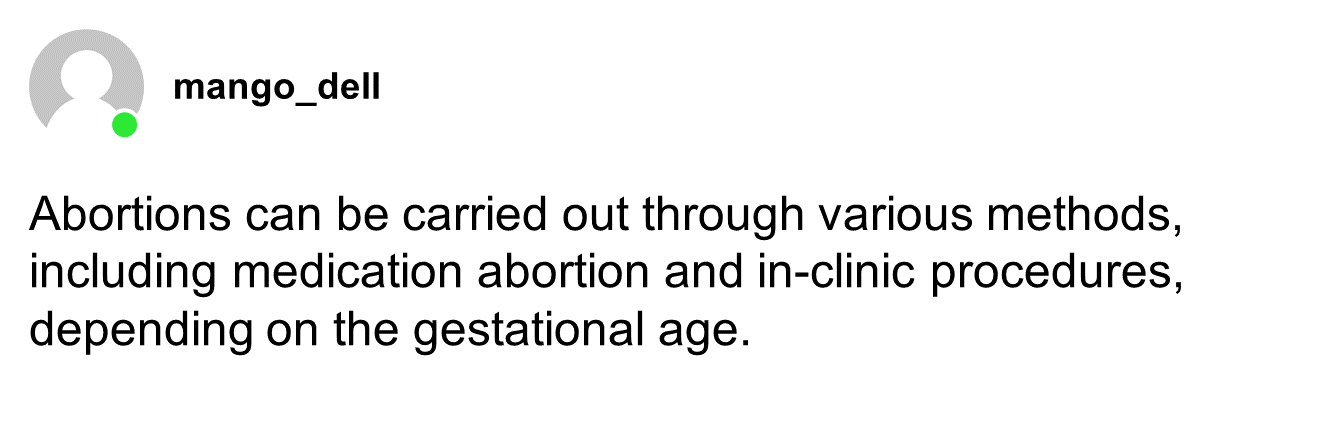 mango_dell
Abortions can be carried out through various methods,
including medication abortion and in-clinic procedures,
depending on the gestational age.